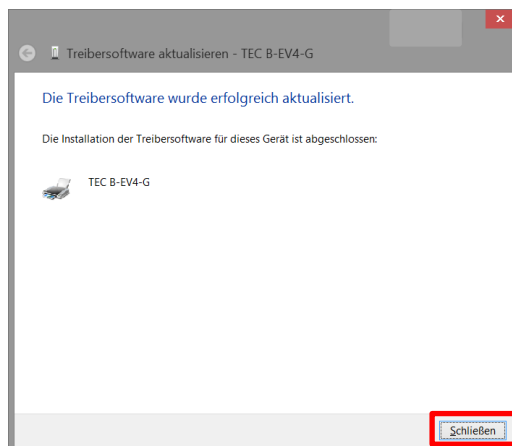 Treibersoftware aktualisieren - TEC B-EV4-G
Die Treibersoftware wurde erfolgreich aktualisiert.
Die Installation der Treibersoftware für dieses Gerät ist abgeschlossen:
TEC B-EV4-G
Schließen